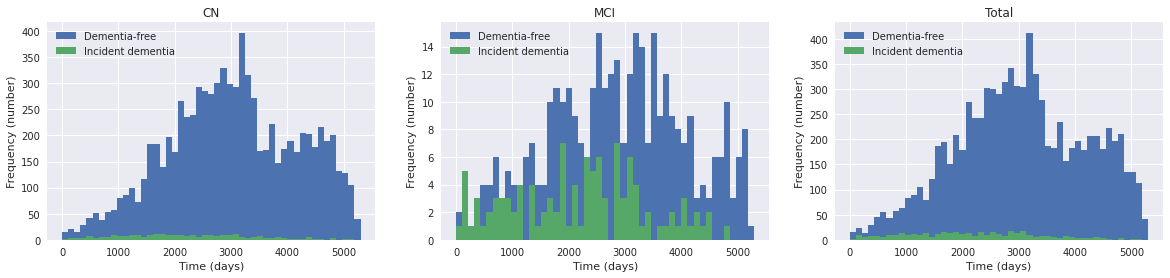 CN
Frequency (number)
400
350
300
250
200
150
100
50
0
Dementia-free
Incident dementia
0 1000 2000 3000 4000 5000
Time (days)
MCI
Frequency (number)
14
12
10
8
6
4
2
0
Dementia-free
Incident dementia
0 1000 2000 3000 4000 5000
Time (days)
Total
Frequency (number)
400
350
300
250
200
150
100
50
0
Dementia-free
Incident dementia
0 1000 2000 3000 4000 5000
Time (days)